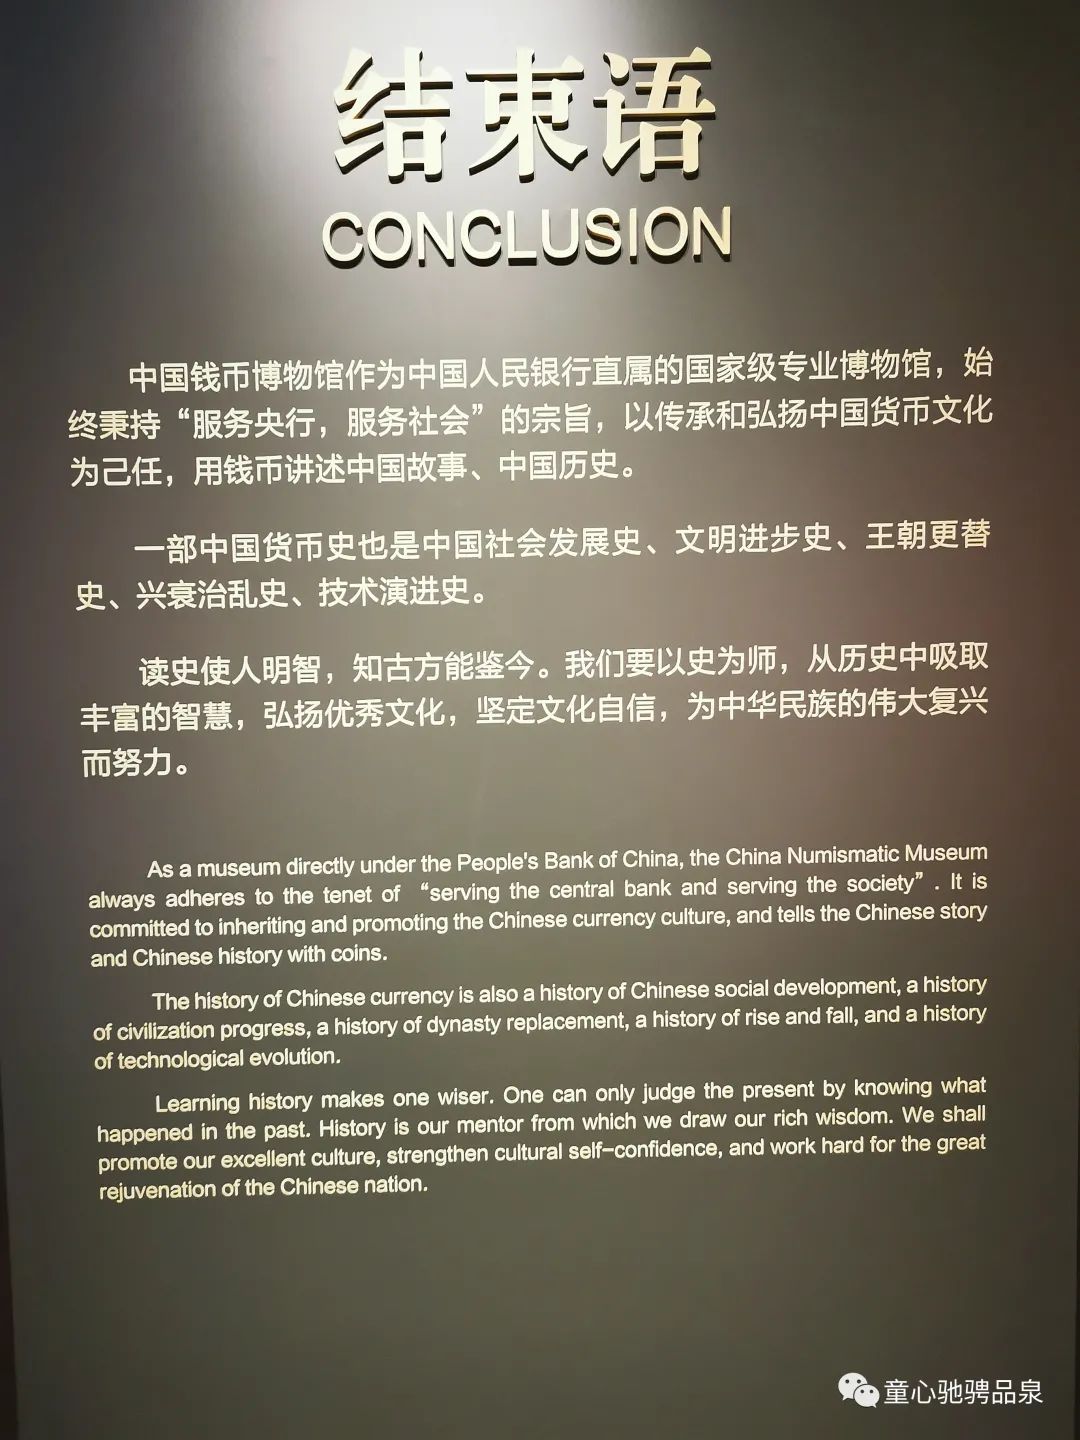 结束语
CONCLUSION
中国钱币博物馆作为中国人民银行直属的国家级专业博物馆，始
终秉持“服务央行，服务社会”的宗旨，以传承和弘扬中国货币文化
为己任，用钱币讲述中国故事、中国历史。
一部中国货币史也是中国社会发展史、文明进步史、王朝更替
史、兴衰治乱史、技术演进史。
读史使人明智，知古方能鉴今。我们要以史为师，从历史中吸取
丰富的智慧，弘扬优秀文化，坚定文化自信，为中华民族的伟大复兴
而努力。
As a museum directly under the People's Bank of China, the China Numismatic Museum
always adheres to the tenet of “serving the central bank and serving the society”. It is
committed to inheriting and promoting the Chinese currency culture, and tells the Chinese story
and Chinese history with coins.
The history of Chinese currency is also a history of Chinese social development, a history
of civilization progress, a history of dynasty replacement, a history of rise and fall, and a history
of technological evolution.
Learning history makes one wiser. One can only judge the present by knowing what
happened in the past. History is our mentor from which we draw our rich wisdom. We shall
promote our excellent culture, strengthen cultural self-confidence, and work hard for the great
rejuvenation of the Chinese nation.
童心驰骋品泉